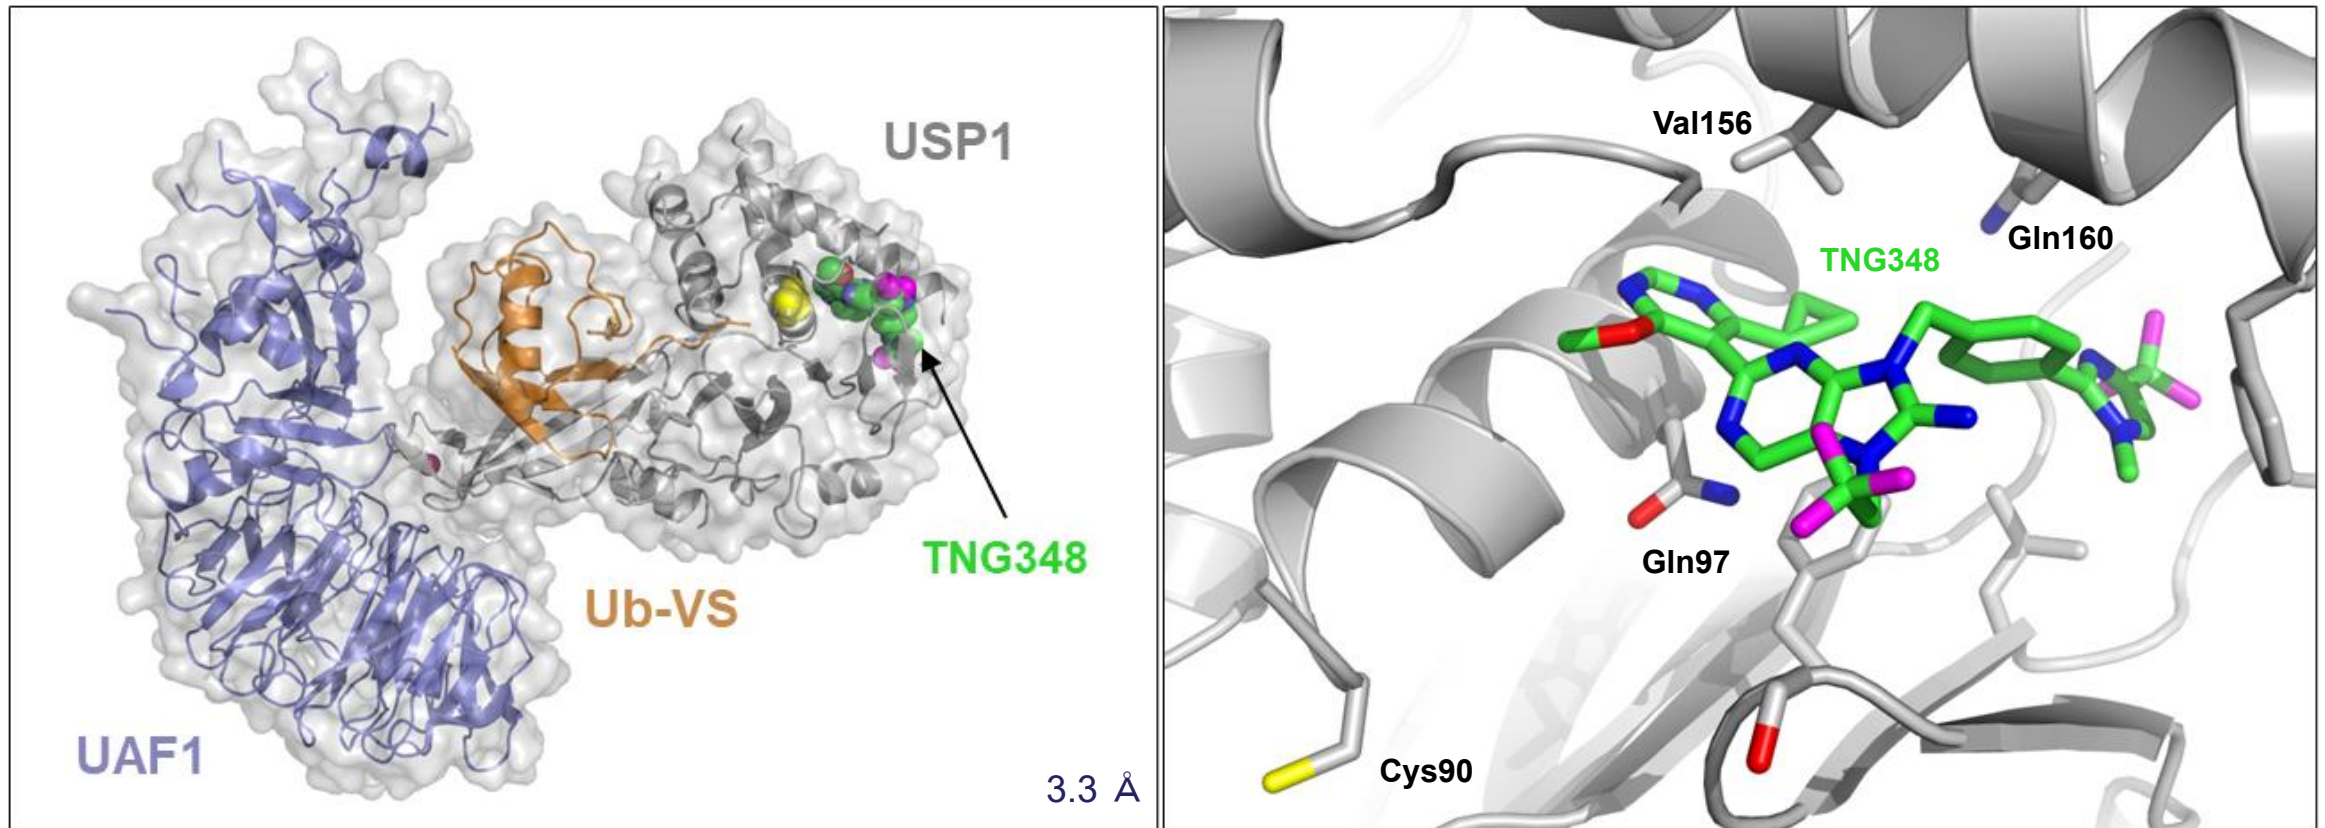 USP1
TNG348
Ub-VS
UAF1
3.3 Å
Val156
Gln160
TNG348
Gln97
Cys90